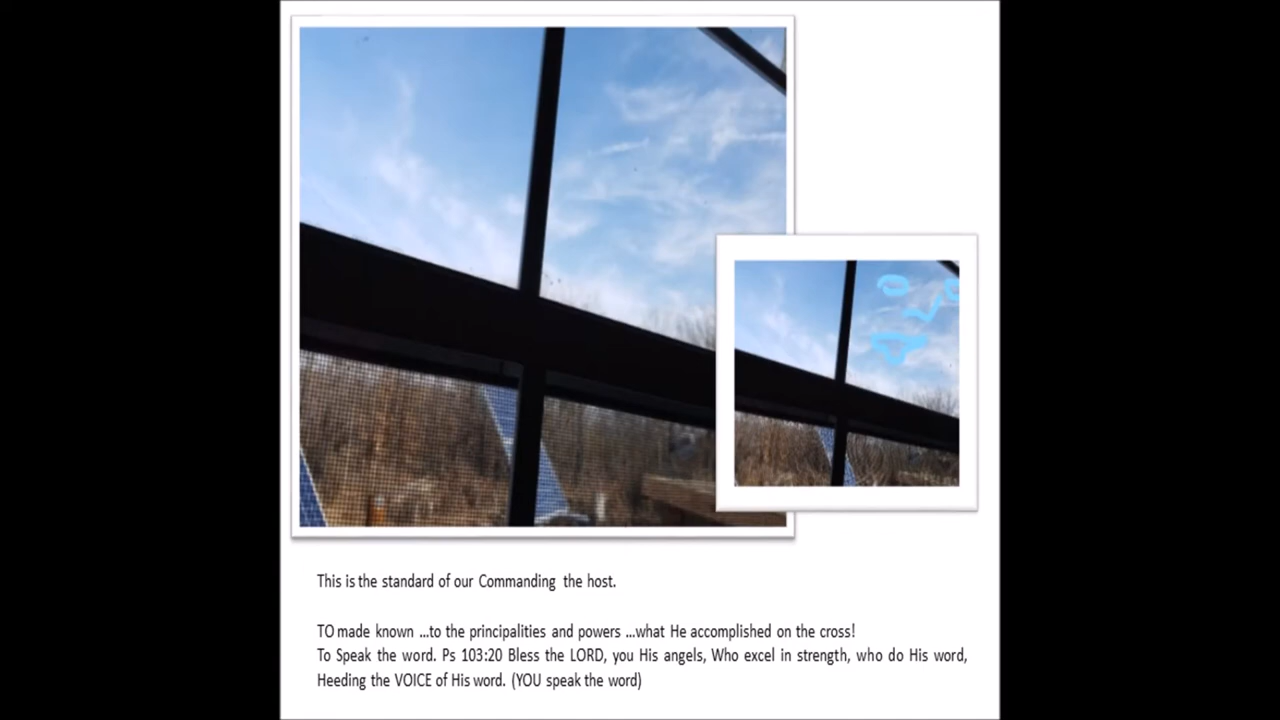 This is the standard of our Commanding the host.
TO made known ...to the principalities and powers ...what He accomplished on the cross!
To Speak the word. Ps 103:20 Bless the LORD, you His angels, Who excel in strength, who do His word,
Heeding the VOICE of His word. (YOU speak the word)